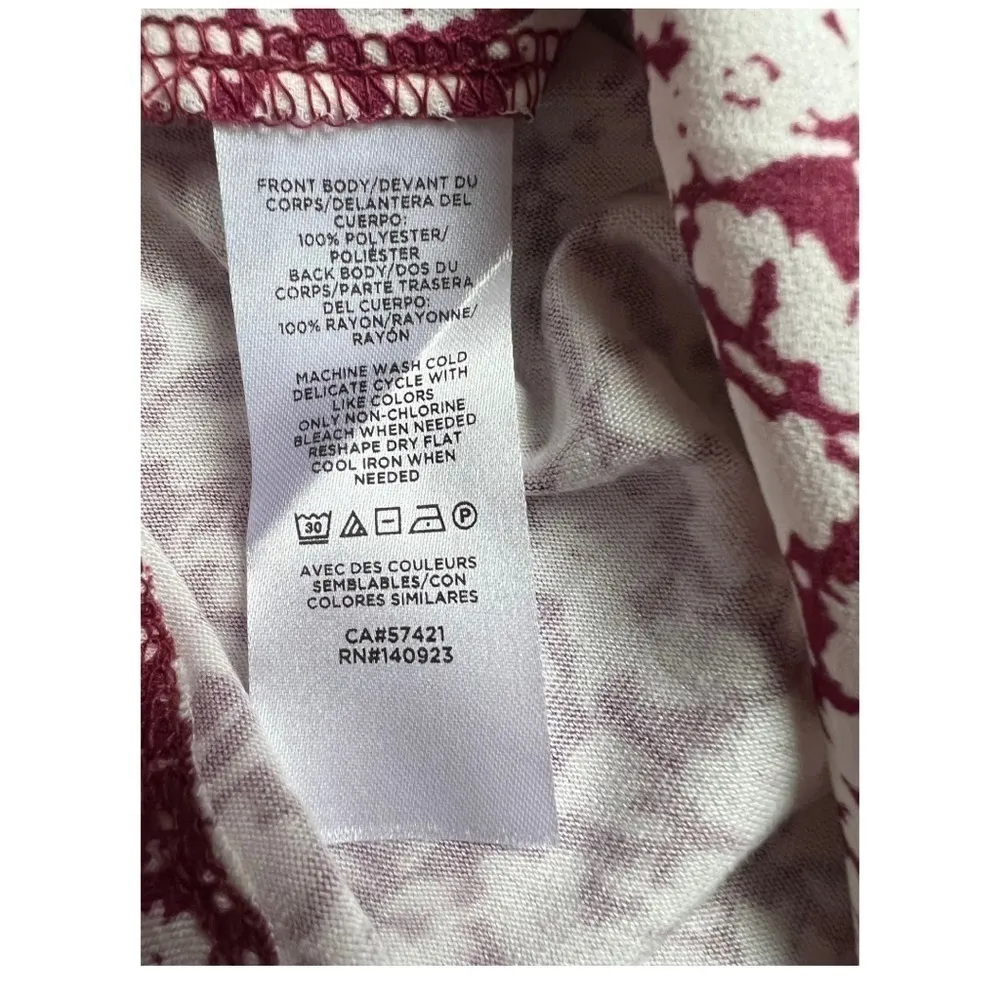 FRONT BODY/DEVANT DU
CORPS/DELANTERA DEL
CUERPO:
100% POLYESTER/
POLIÉSTER
BACK BODY/DOS DU
CORPS/PARTE TRASERA
DEL CUERPO:
100% RAYON/RAYONNE/
RAYÓN
MACHINE WASH COLD
DELICATE CYCLE WITH
LIKE COLORS
ONLY NON-CHLORINE
BLEACH WHEN NEEDED
RESHAPE DRY FLAT
COOL IRON WHEN
NEEDED
30 P
AVEC DES COULEURS
SEMBLABLES/CON
COLORES SIMILARES
CA#57421
RN#140923